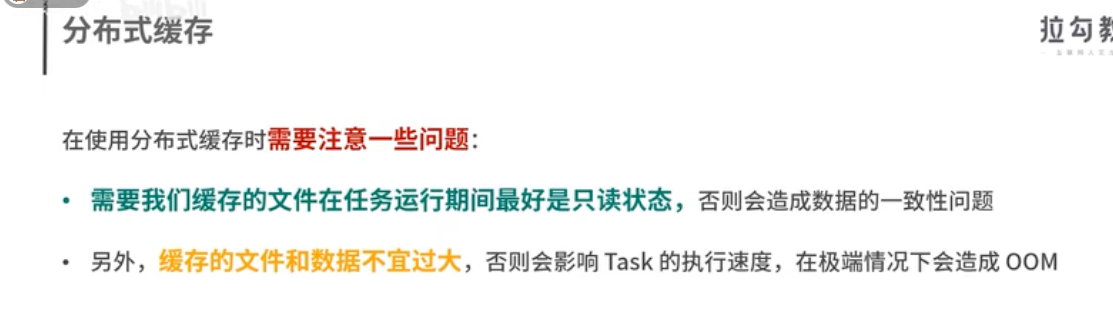 分布式缓存
拉勾教
在使用分布式缓存时需要注意一些问题：
• 需要我们缓存的文件在任务运行期间最好是只读状态，否则会造成数据的一致性问题
• 另外，缓存的文件和数据不宜过大，否则会影响 Task 的执行速度，在极端情况下会造成 OOM